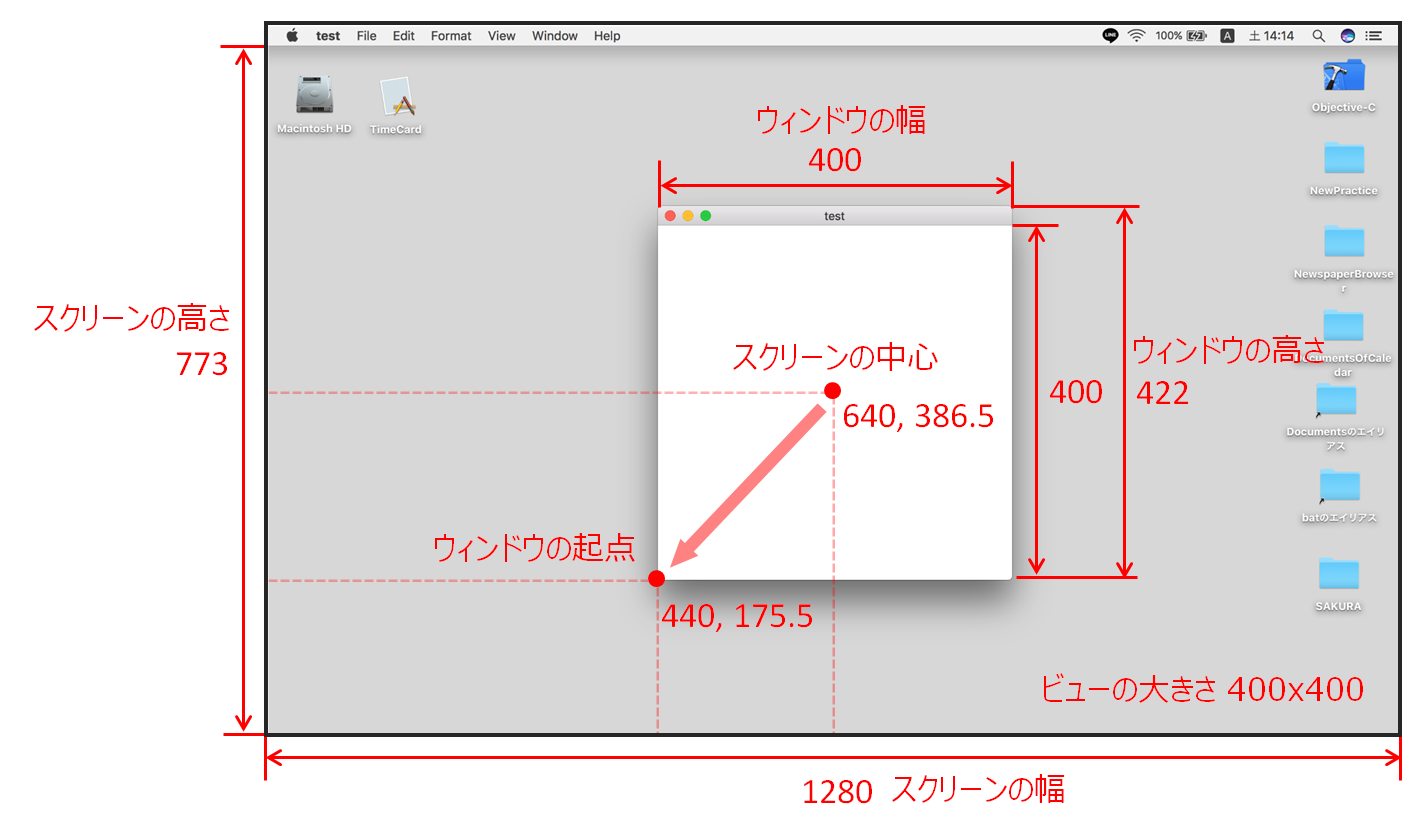 test File Edit Format View Window Help
LINE 100% A 土 14:14
Macintosh HD
TimeCard
Objective-C
NewPractice
NewspaperBrowse
r
DocumentsOfCale
dar
Documentsのエイリ
アス
batのエイリアス
SAKURA
ウィンドウの幅
400
test
スクリーンの高さ
773
スクリーンの中心
640, 386.5
400
ウィンドウの高さ
422
ウィンドウの起点
440, 175.5
ビューの大きさ 400x400
1280 スクリーンの幅